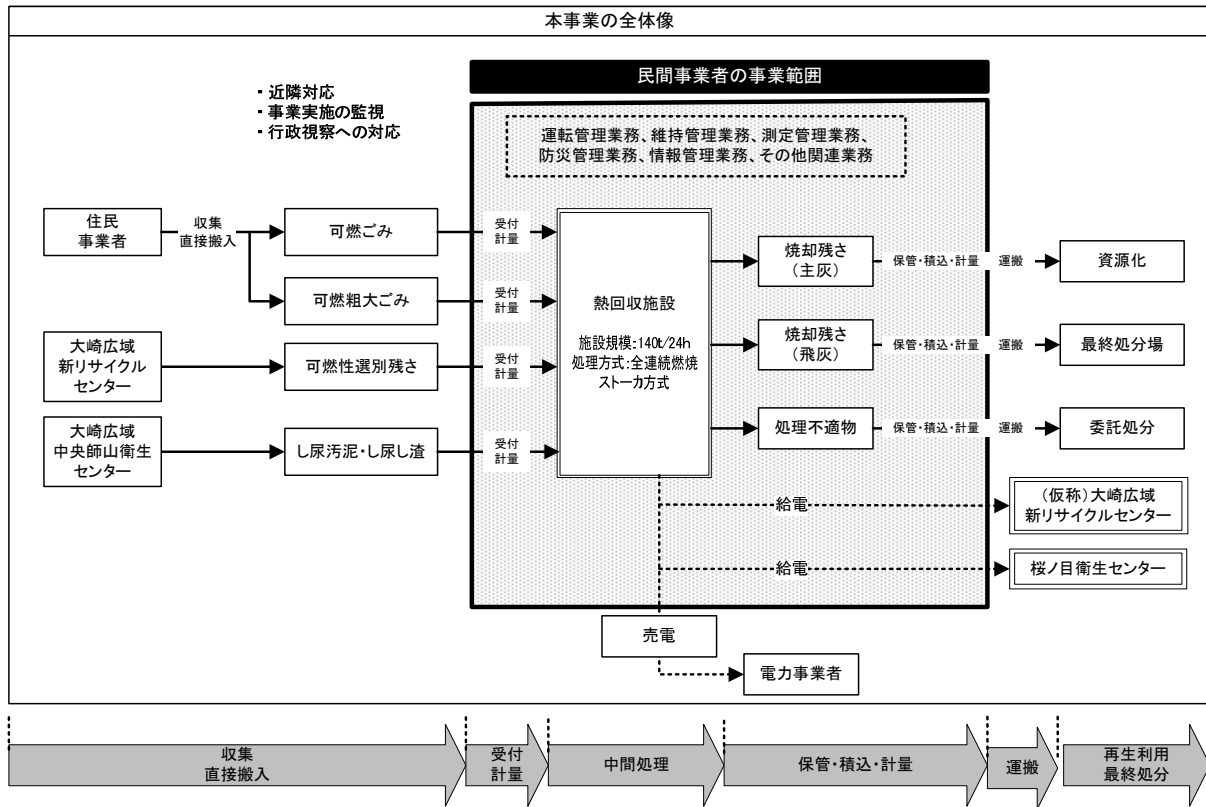 本事業の全体像
民間事業者の事業範囲
・近隣対応
・事業実施の監視
・行政視察への対応
運転管理業務、維持管理業務、測定管理業務、
防災管理業務、情報管理業務、その他関連業務
住民
事業者
収集
直接搬入
可燃ごみ
受付
計量
可燃粗大ごみ
受付
計量
大崎広域
新リサイクル
センター
可燃性選別残さ
受付
計量
大崎広域
中央師山衛生
センター
し尿汚泥・し尿し渣
受付
計量
熱回収施設
施設規模:140t/24h
処理方式:全連続燃焼
ストーカ方式
焼却残さ
(主灰)
保管・積込・計量
運搬
資源化
焼却残さ
(飛灰)
保管・積込・計量
運搬
最終処分場
処理不適物
保管・積込・計量
運搬
委託処分
給電
(仮称)大崎広域
新リサイクルセンター
給電
桜ノ目衛生センター
売電
電力事業者
収集
直接搬入
受付
計量
中間処理
保管・積込・計量
運搬
再生利用
最終処分